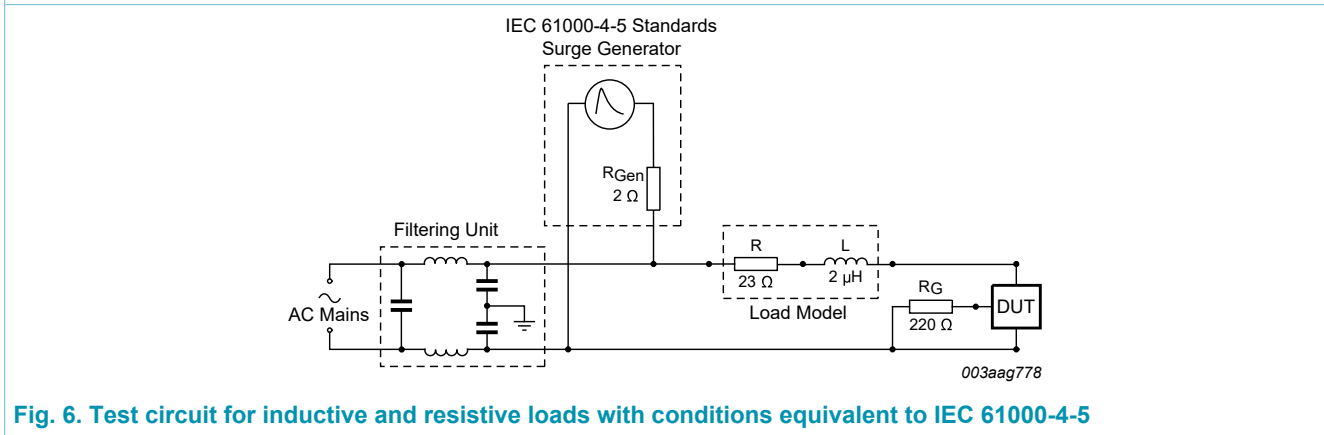 IEC 61000-4-5 Standards
Surge Generator
RGen
2 Ω
Filtering Unit
AC Mains
R
23 Ω
L
2 μH
Load Model
RG
220 Ω
DUT
003aag778
Fig. 6. Test circuit for inductive and resistive loads with conditions equivalent to IEC 61000-4-5